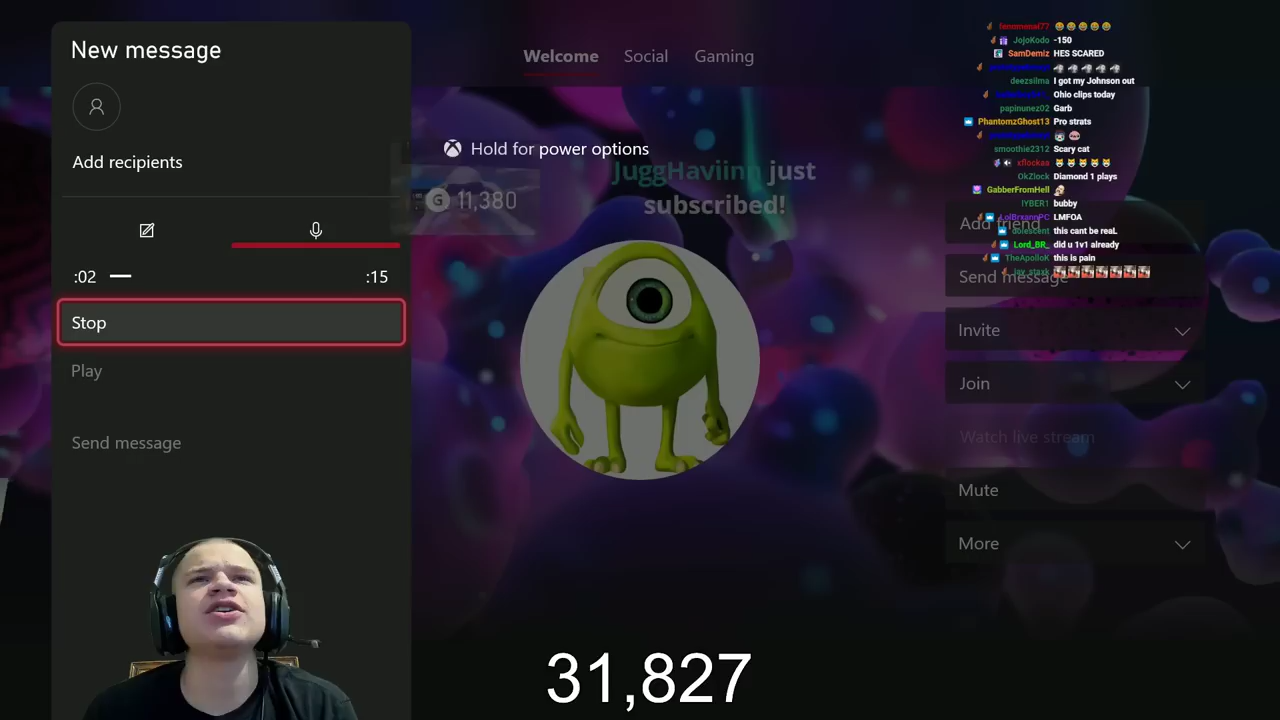 New message
Add recipients
:02
:15
Stop
Play
Send message
Welcome
Social
Gaming
Hold for power options
G 11,380
JuggHaviinn just
subscribed!
Add friend
Send message
Invite
Join
Watch live stream
Mute
More
JojoKodo -150
SamDemiz HES SCARED
deezsilma I got my Johnson out
Ohio clips today
papinunez02 Garb
PhantomzGhost13 Pro strats
smoothie2312 Scary cat
xflockaa
OkZlock Diamond 1 plays
GabberFromHell
!YBER1 bubby
LolBrxannPC LMFOA
this cant be reaL
Lord_BR_ did u 1v1 already
TheApolloK this is pain
31,827